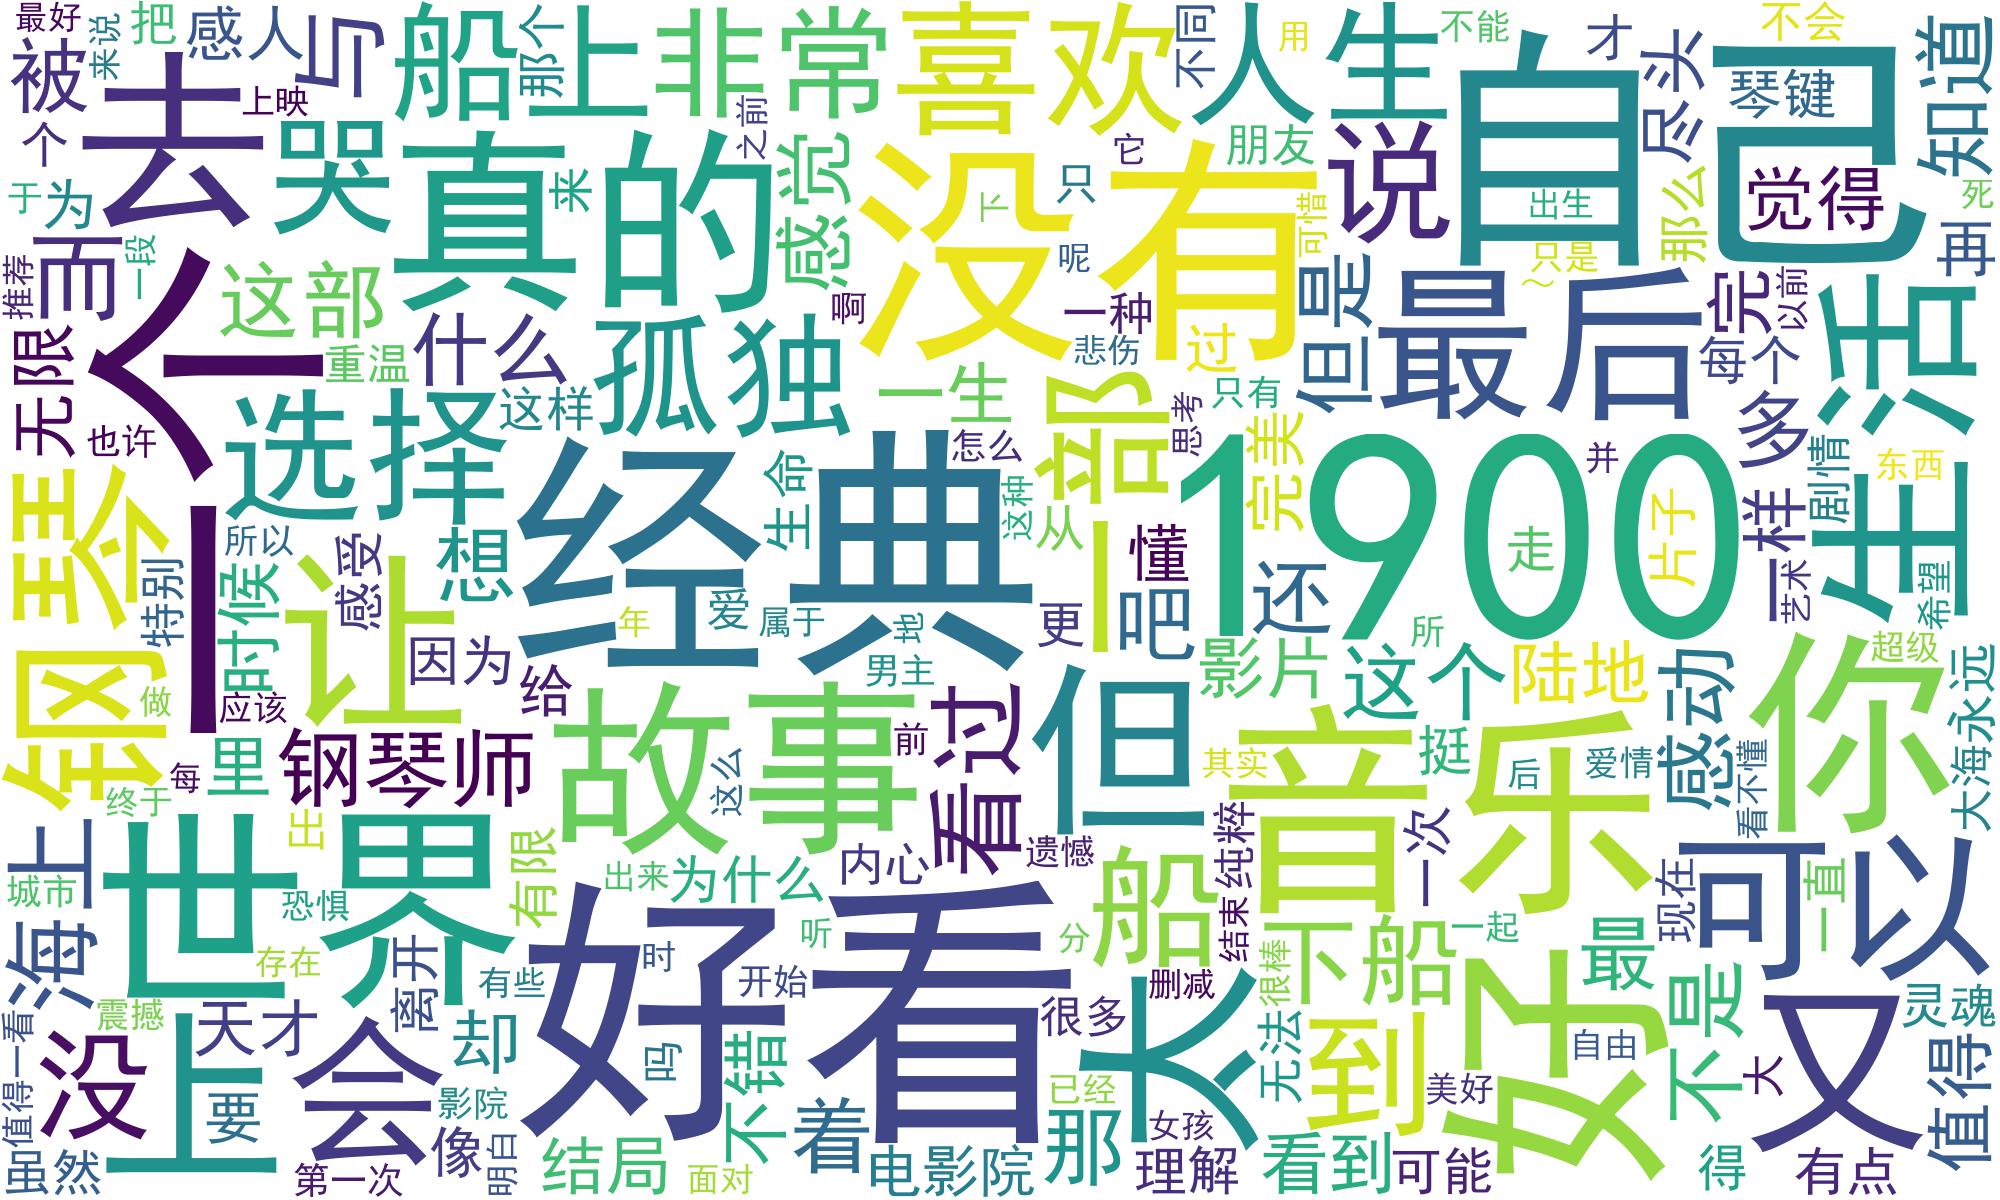 最好
来说
把
感人
与
船上
那个
非常
喜欢
不同
人生
用
不能
才
不会
自己
尽头
琴键
知道
被
去
上映
个
哭
真的
之前
感觉
没有
它
只
朋友
说
那么
觉得
死
于
为
来
下
可惜
出生
再
而
一段
推荐
一个
这部
什么
孤独
啊
呢
一种
过
但是
最后
只是
～
完
以前
每个
生活
无限
重温
悲伤
一生
一部
只有
也许
选择
这样
经典
怎么
思考
1900
完美
并
多
剧情
东西
钢琴
所以
想
生命
这种
从
懂
走
片子
一样
艺术
希望
特别
时候
感受
让
年
爱
属于
她
更
吧
还
所
因为
给
男主
影片
这个
陆地
感动
你
超级
永远
做
应该
故事
看过
但
音乐
其实
挺
后
爱情
看不懂
大海
每
里
钢琴师
这么
前
终于
世界
出
有限
出来
为什么
内心
遗憾
纯粹
一次
可以
现在
一直
城市
海上
恐惧
好看
听
分
船
结束
下船
一起
最
存在
离开
有些
时
开始
很棒
好
不是
又
灵魂
震撼
值得一看
没
上
天才
会
却
吗
不错
很多
删减
人
无法
到
自由
大
值得
要
影院
像
着
已经
那
女孩
美好
虽然
第一次
明白
结局
面对
电影院
理解
看到
可能
得
有点